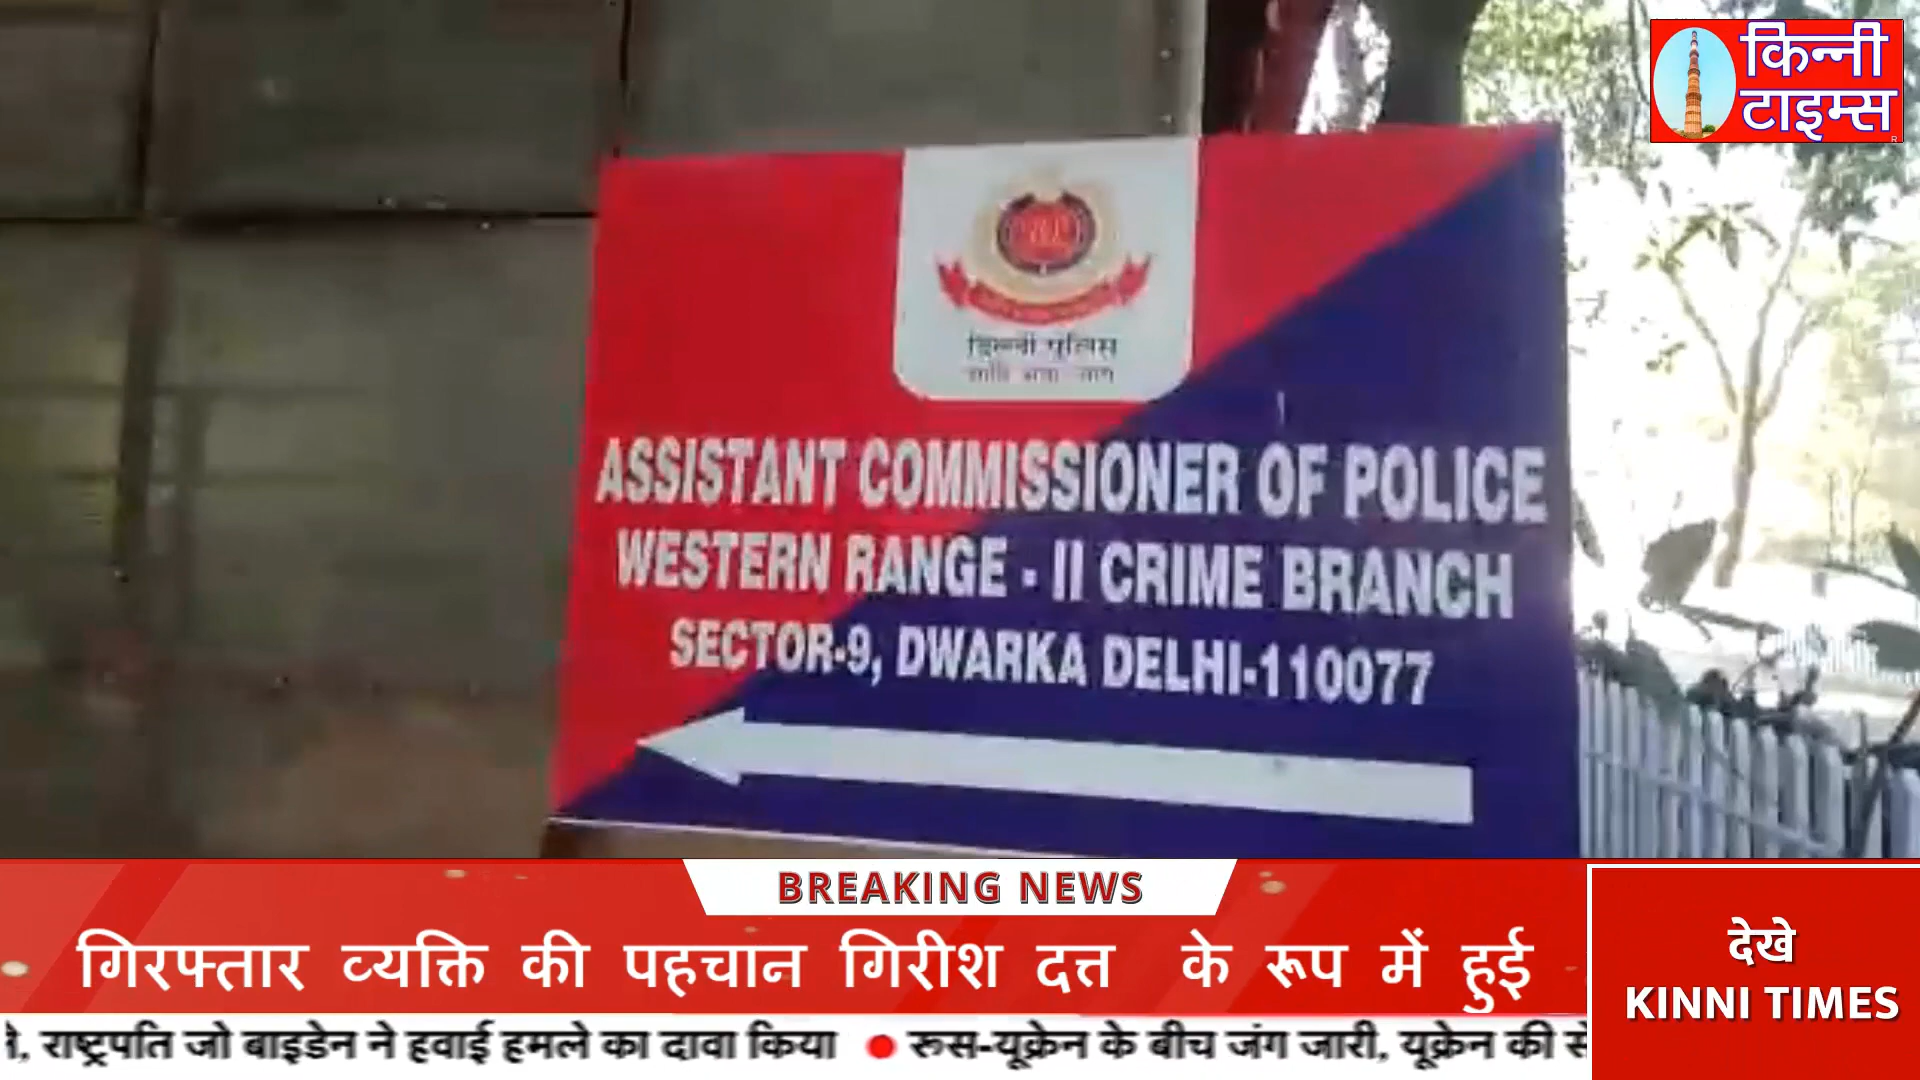 किन्नी
टाइम्स
दिल्ली पुलिस
ASSISTANT COMMISSIONER OF POLICE
WESTERN RANGE - II CRIME BRANCH
SECTOR-9, DWARKA DELHI-110077
BREAKING NEWS
गिरफ्तार व्यक्ति की पहचान गिरीश दत्त के रूप में हुई
देखे
KINNI TIMES
, राष्ट्रपति जो बाइडेन ने हवाई हमले का दावा किया ● रूस-यूक्रेन के बीच जंग जारी, यूक्रेन की